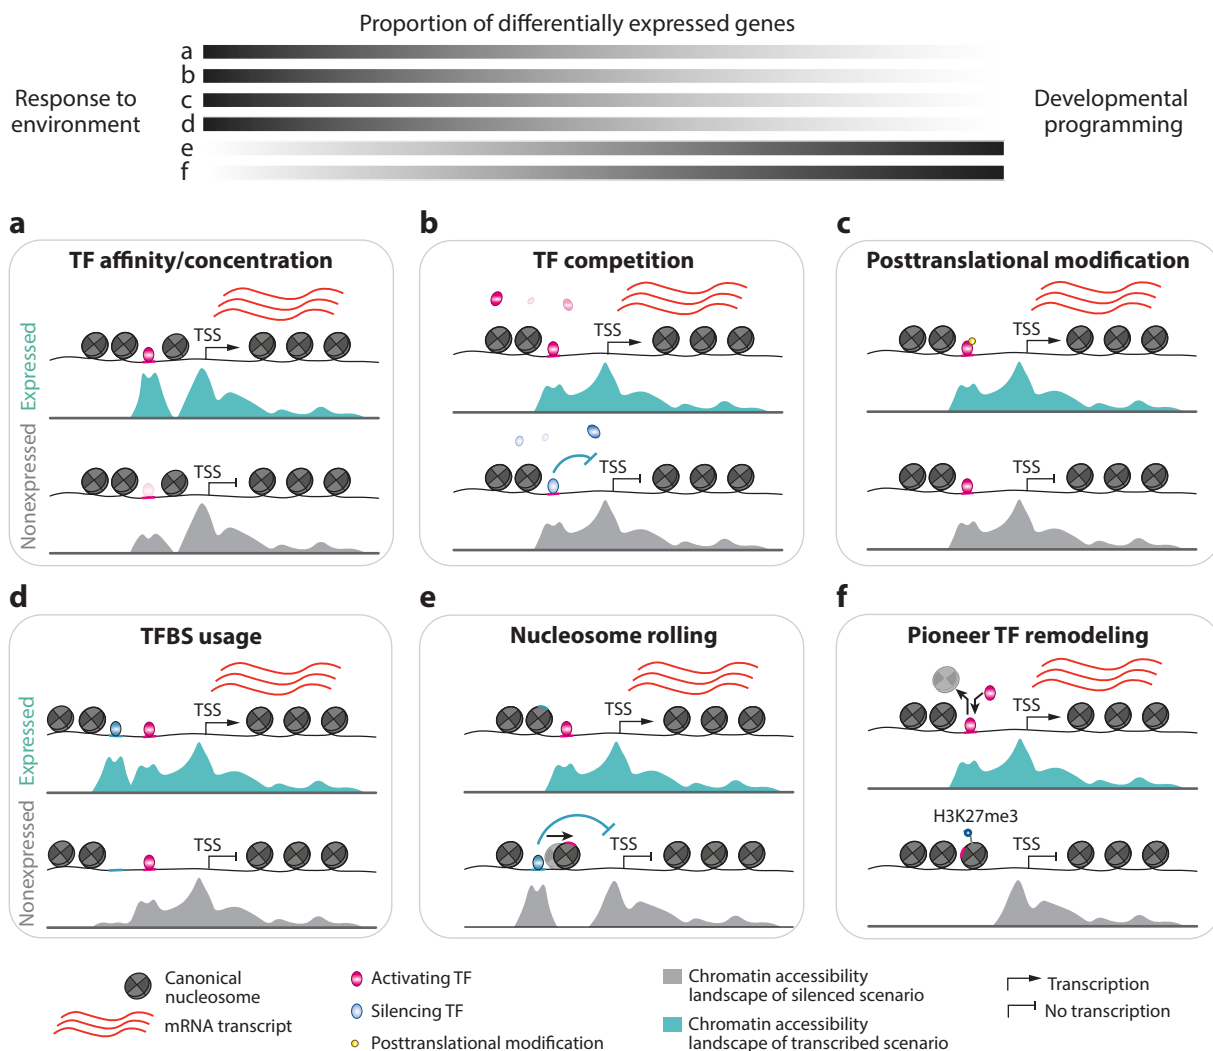 Proportion of differentially expressed genes
a
b
c
d
e
f
Response to
environment
Developmental
programming
a
TF affinity/concentration
Expressed
TSS
Nonexpressed
TSS
b
TF competition
TSS
TSS
c
Posttranslational modification
TSS
TSS
d
TFBS usage
Expressed
TSS
Nonexpressed
TSS
e
Nucleosome rolling
TSS
TSS
f
Pioneer TF remodeling
TSS
H3K27me3
TSS
Canonical
nucleosome
mRNA transcript
Activating TF
Silencing TF
Posttranslational modification
Chromatin accessibility
landscape of silenced scenario
Chromatin accessibility
landscape of transcribed scenario
Transcription
No transcription